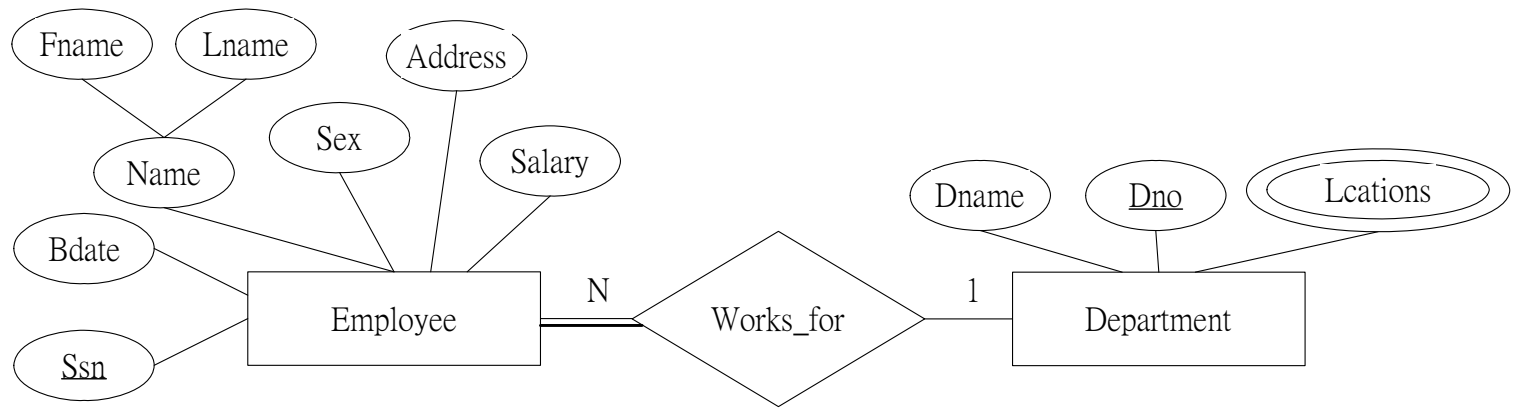 Fname
Lname
Address
Sex
Salary
Name
Dname
Dno
Lcations
Bdate
N
1
Employee
Works_for
Department
Ssn